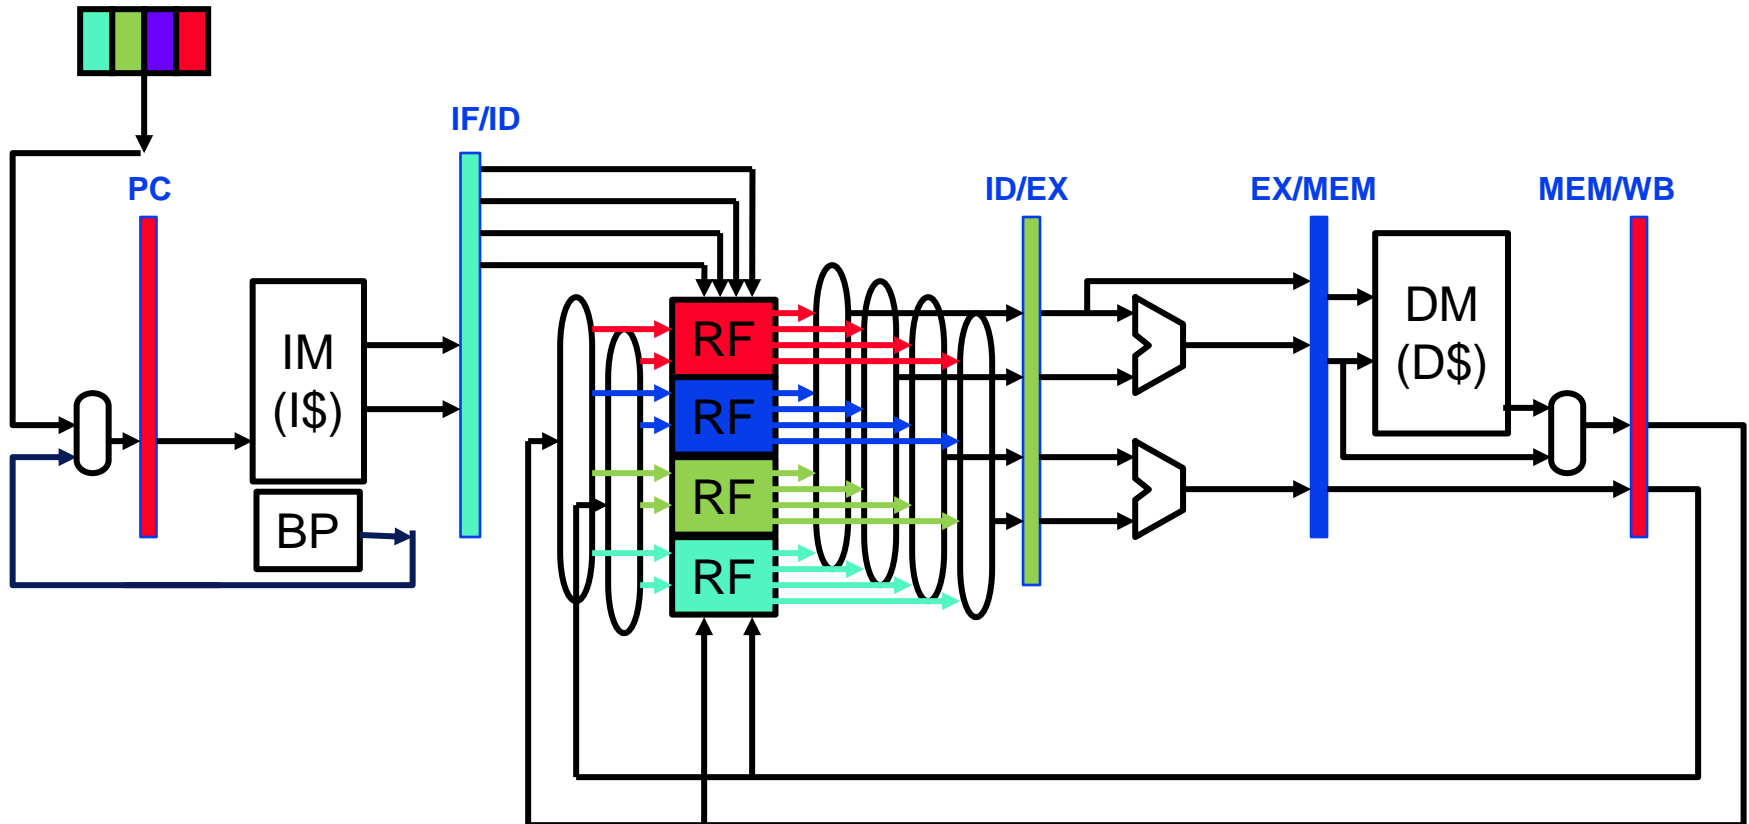 IF/ID
PC
ID/EX
EX/MEM
MEM/WB
IM
(I$)
BP
RF
RF
RF
RF
DM
(D$)